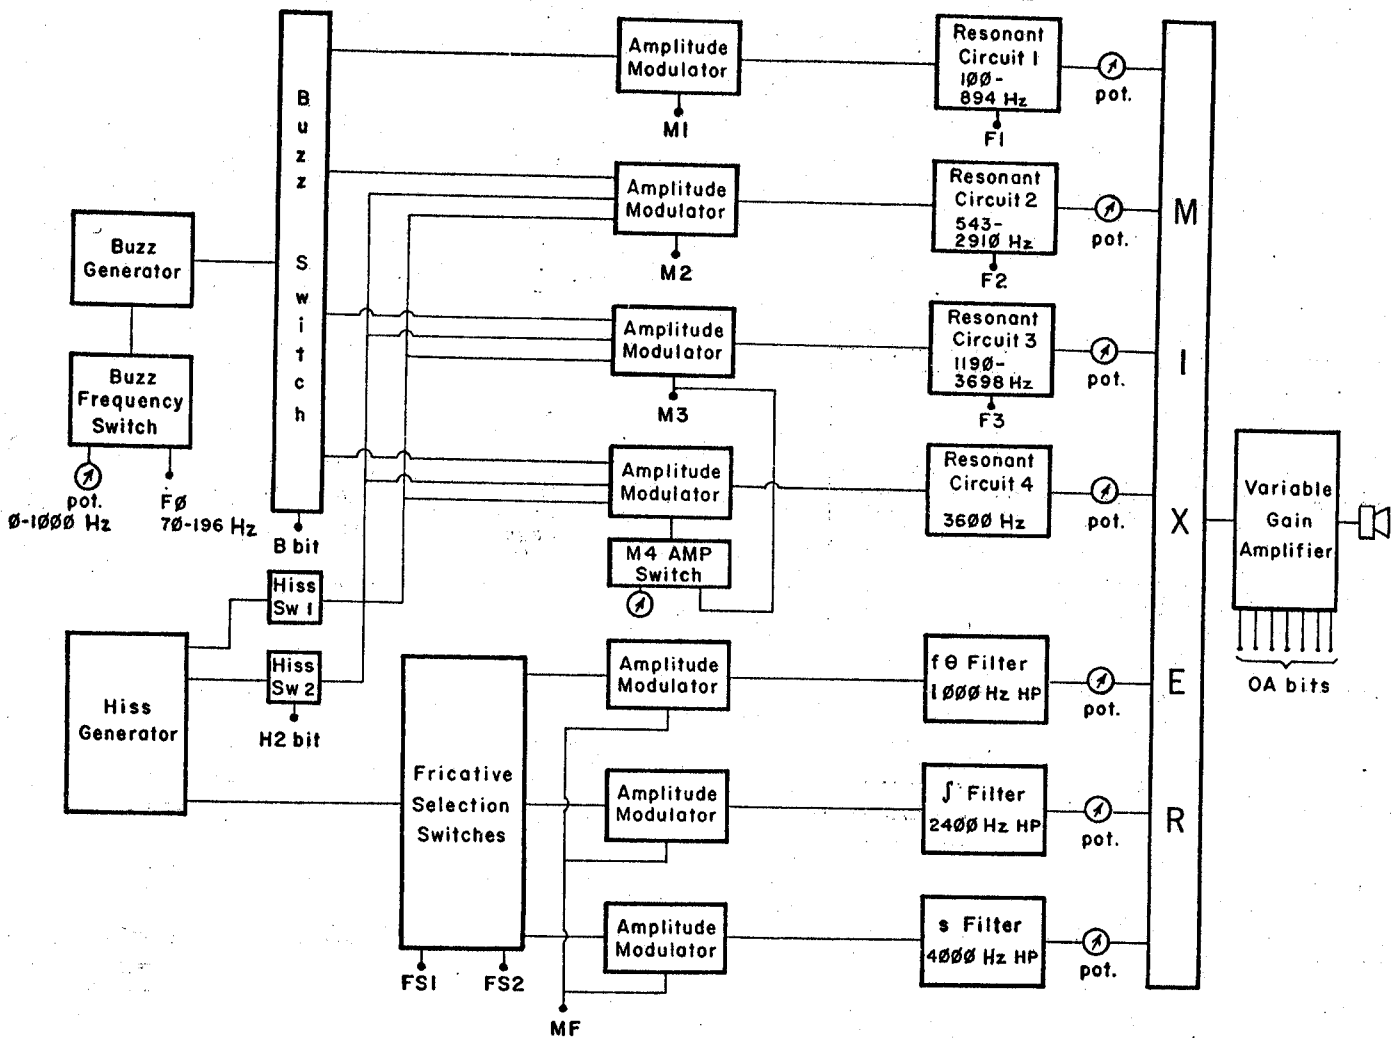 Buzz Switch
B bit
Buzz
Generator
Buzz
Frequency
Switch
pot.
0-1000 Hz
FØ
7Ø-196 Hz
Hiss
Generator
Hiss
Sw 1
Hiss
Sw 2
H2 bit
Fricative
Selection
Switches
FS1
FS2
MF
Amplitude
Modulator
M1
Amplitude
Modulator
M2
Amplitude
Modulator
M3
Amplitude
Modulator
M4 AMP
Switch
Amplitude
Modulator
Amplitude
Modulator
Amplitude
Modulator
Resonant
Circuit 1
1ØØ-
894 Hz
F1
pot.
Resonant
Circuit 2
543-
291Ø Hz
F2
pot.
Resonant
Circuit 3
119Ø-
3698 Hz
F3
pot.
Resonant
Circuit 4
36ØØ Hz
pot.
f θ Filter
1ØØØ Hz HP
pot.
ʃ Filter
24ØØ Hz HP
pot.
s Filter
4ØØØ Hz HP
pot.
MIXER
Variable
Gain
Amplifier
OA bits